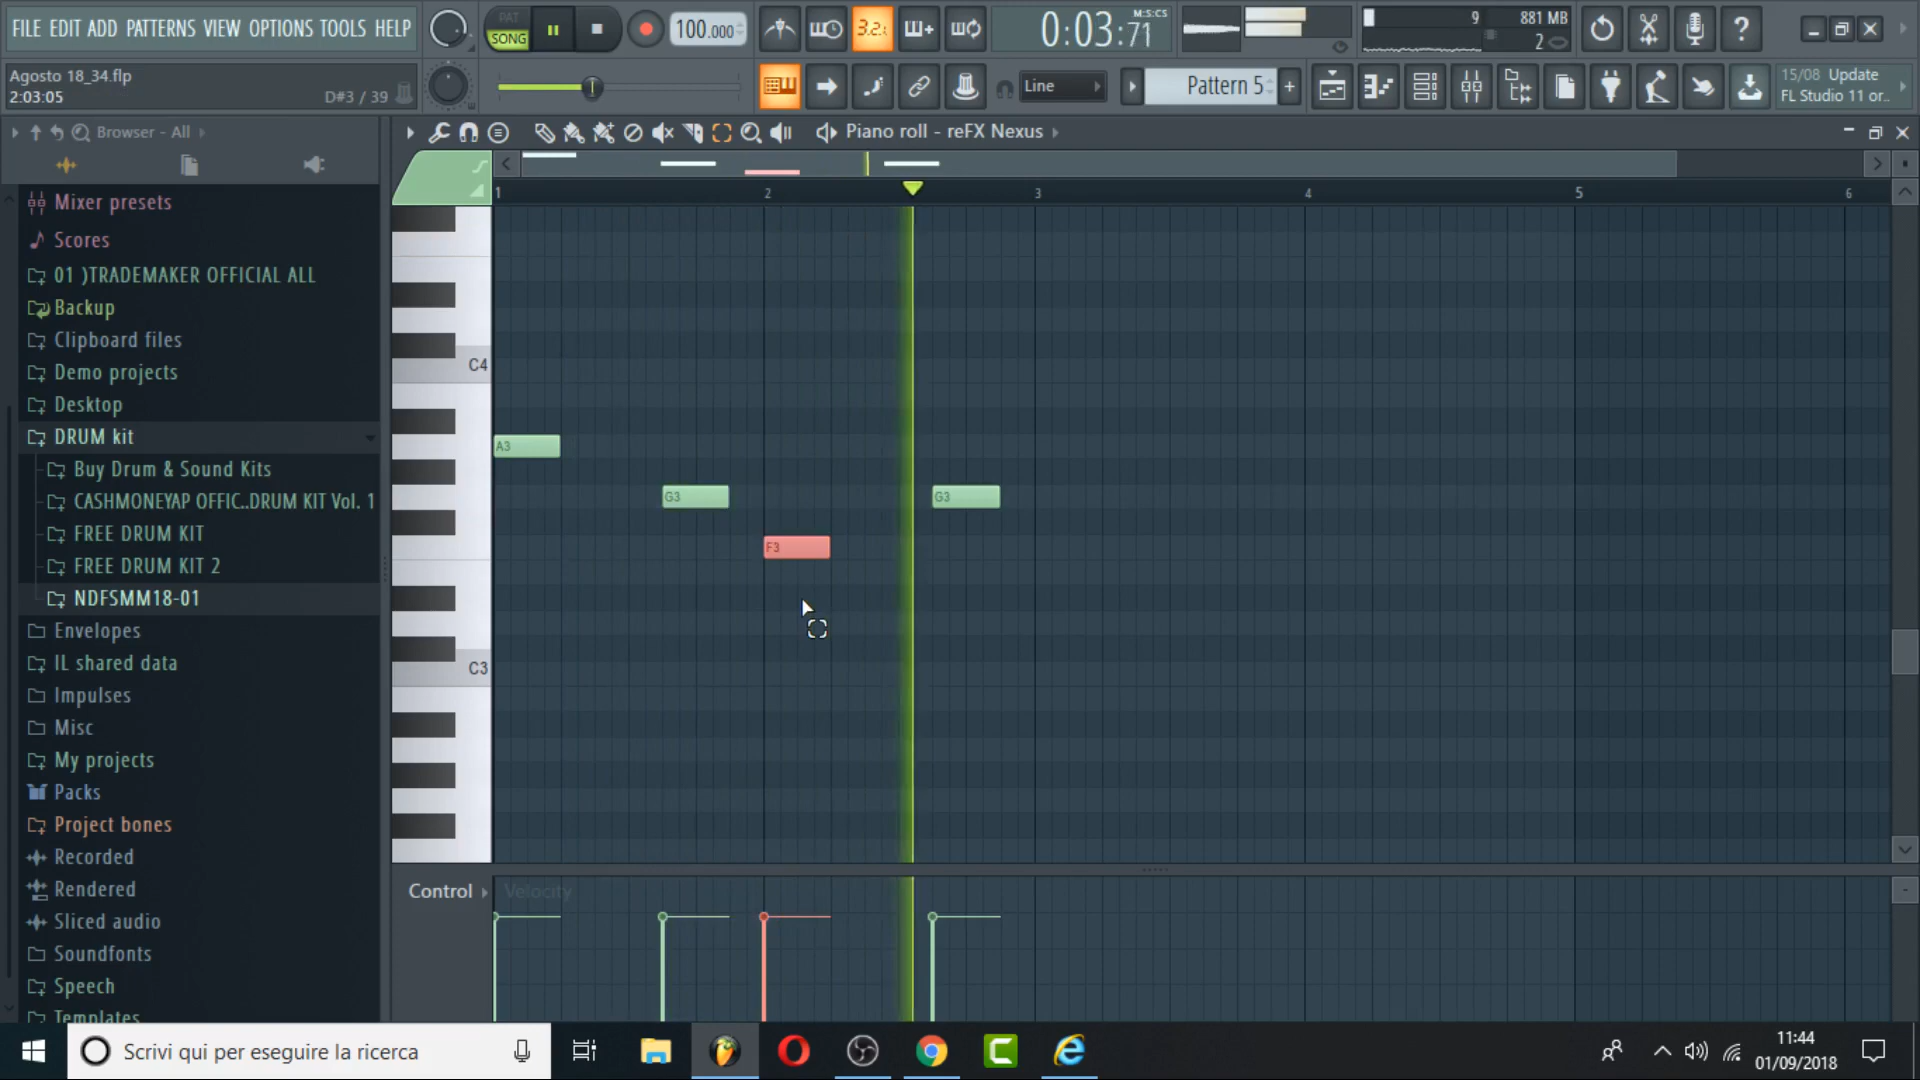 FILE EDIT ADD PATTERNS VIEW OPTIONS TOOLS HELP
PAT
SONG
100.000
3.2.
0:03:71
M:S:CS
9
881 MB
2
Agosto 18_34.flp
2:03:05
D#3 / 39
Line
Pattern 5
15/08 Update
FL Studio 11 or..
Browser - All
Piano roll - reFX Nexus
Mixer presets
Scores
01 )TRADEMAKER OFFICIAL ALL
Backup
Clipboard files
Demo projects
Desktop
DRUM kit
Buy Drum & Sound Kits
CASHMONEYAP OFFIC..DRUM KIT Vol. 1
FREE DRUM KIT
FREE DRUM KIT 2
NDFSMM18-01
Envelopes
IL shared data
Impulses
Misc
My projects
Packs
Project bones
Recorded
Rendered
Sliced audio
Soundfonts
Speech
Templates
1 2 3 4 5 6
C4
A3
G3 G3
F3
C3
Control Velocity
Scrivi qui per eseguire la ricerca
11:44
01/09/2018